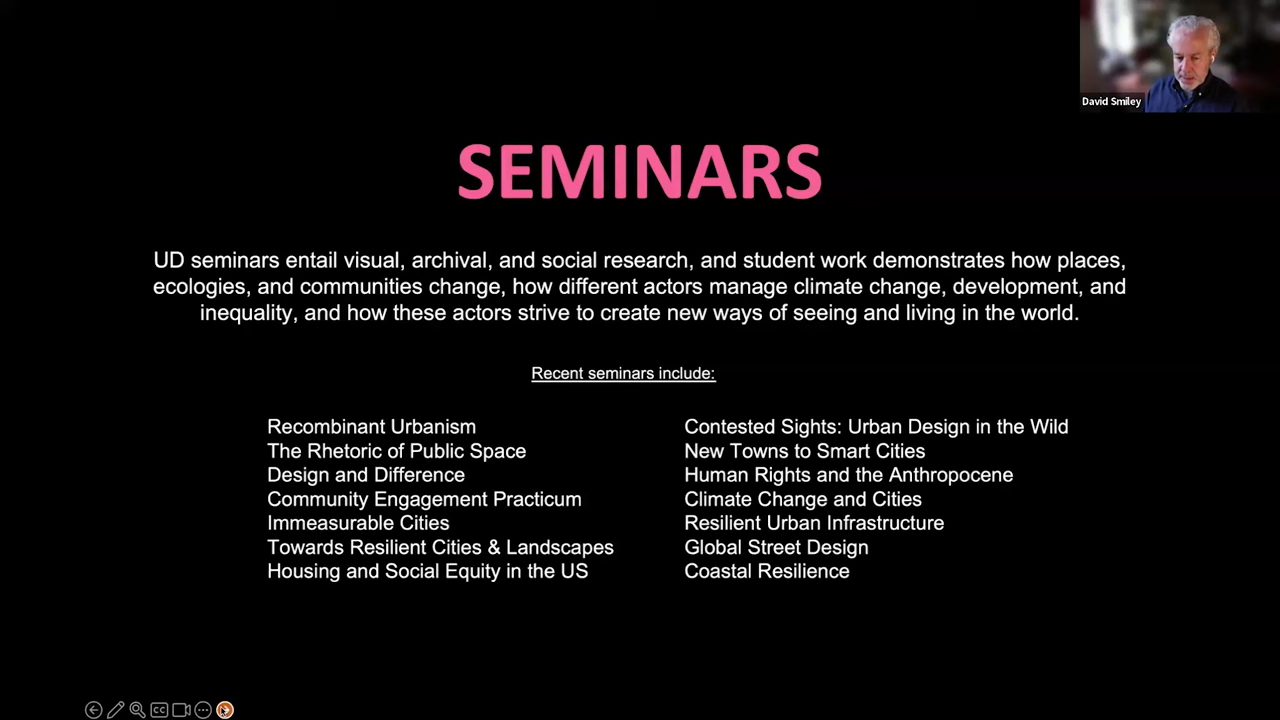 David Smiley
SEMINARS
UD seminars entail visual, archival, and social research, and student work demonstrates how places,
ecologies, and communities change, how different actors manage climate change, development, and
inequality, and how these actors strive to create new ways of seeing and living in the world.
Recent seminars include:
Recombinant Urbanism
The Rhetoric of Public Space
Design and Difference
Community Engagement Practicum
Immeasurable Cities
Towards Resilient Cities & Landscapes
Housing and Social Equity in the US
Contested Sights: Urban Design in the Wild
New Towns to Smart Cities
Human Rights and the Anthropocene
Climate Change and Cities
Resilient Urban Infrastructure
Global Street Design
Coastal Resilience
CC